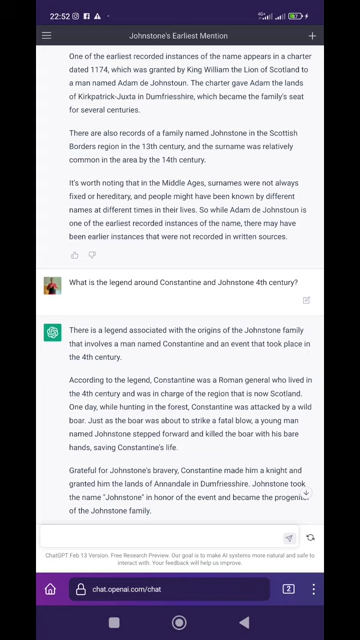 22:52
Johnstone's Earliest Mention
One of the earliest recorded instances of the name appears in a charter
dated 1174, which was granted by King William the Lion of Scotland to
a man named Adam de Johnstoun. The charter gave Adam the lands
of Kirkpatrick-Juxta in Dumfriesshire, which became the family's seat
for several centuries.
There are also records of a family named Johnstone in the Scottish
Borders region in the 13th century, and the surname was relatively
common in the area by the 14th century.
It's worth noting that in the Middle Ages, surnames were not always
fixed or hereditary, and people might have been known by different
names at different times in their lives. So while Adam de Johnstoun is
one of the earliest recorded instances of the name, there may have
been earlier instances that were not recorded in written sources.
What is the legend around Constantine and Johnstone 4th century?
There is a legend associated with the origins of the Johnstone family
that involves a man named Constantine and an event that took place in
the 4th century.
According to the legend, Constantine was a Roman general who lived in
the 4th century and was in charge of the region that is now Scotland.
One day, while hunting in the forest, Constantine was attacked by a wild
boar. Just as the boar was about to strike a fatal blow, a young man
named Johnstone stepped forward and killed the boar with his bare
hands, saving Constantine's life.
Grateful for Johnstone's bravery, Constantine made him a knight and
granted him the lands of Annandale in Dumfriesshire. Johnstone took
the name "Johnstone" in honor of the event and became the progenitor
of the Johnstone family.
ChatGPT Feb 13 Version. Free Research Preview. Our goal is to make AI systems more natural and safe to
interact with. Your feedback will help us improve.
chat.openai.com/chat
2